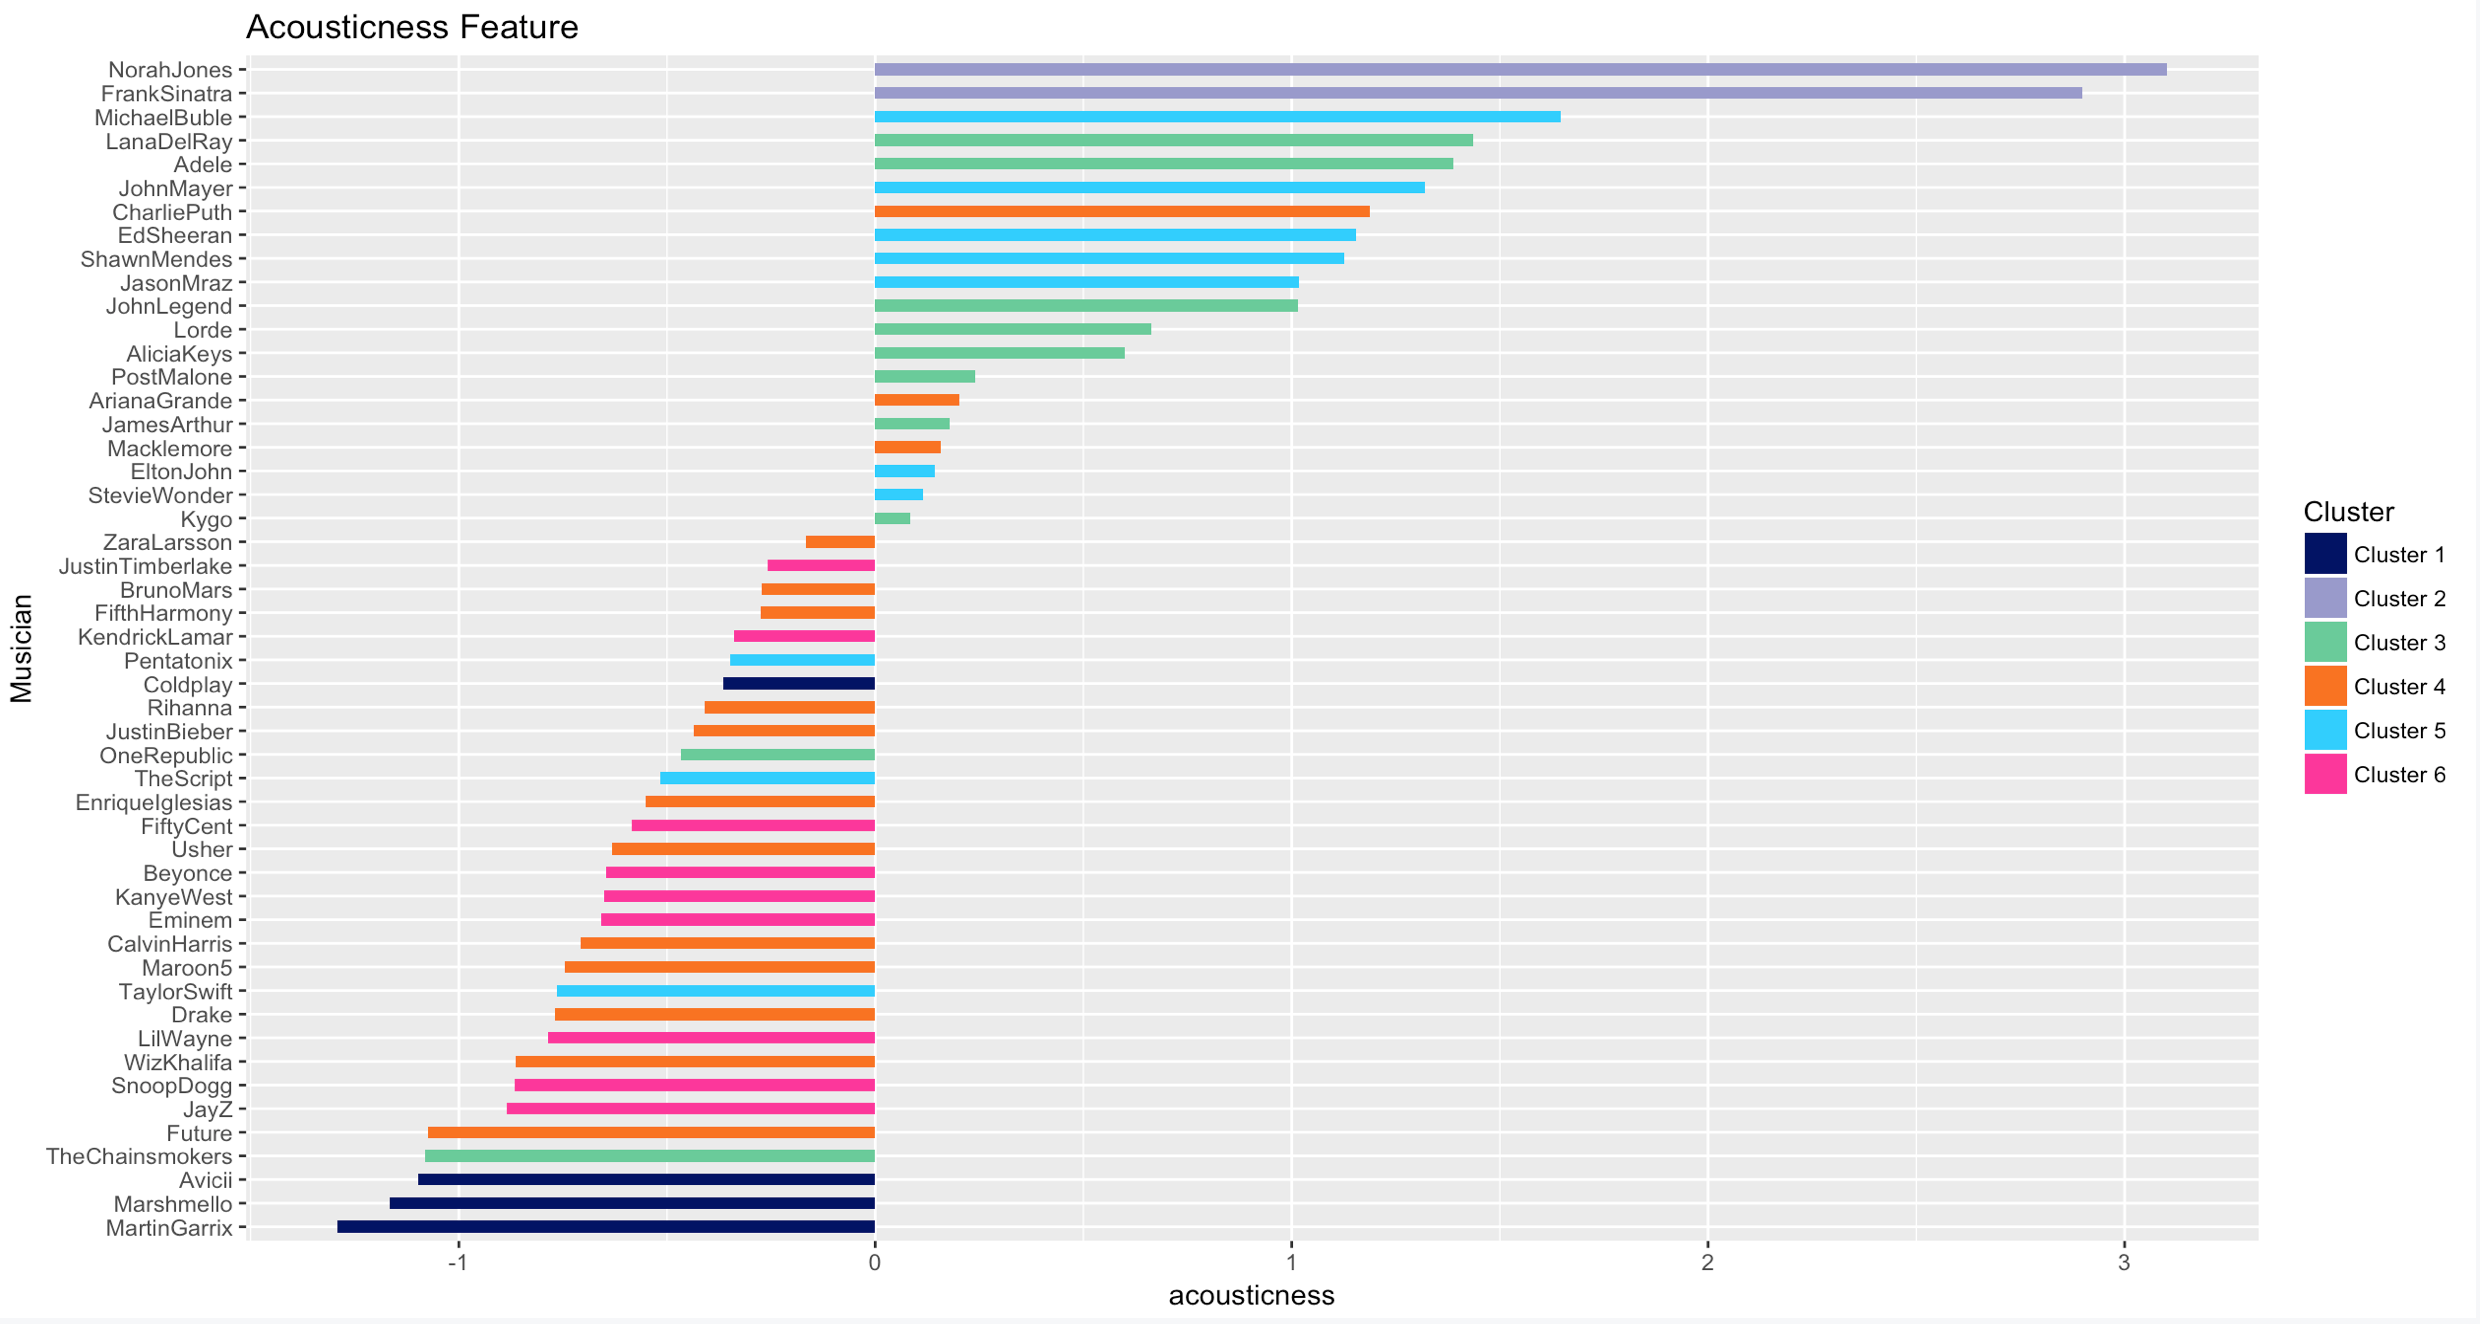 Acousticness Feature
NorahJones
FrankSinatra
MichaelBuble
LanaDelRay
Adele
JohnMayer
CharliePuth
EdSheeran
ShawnMendes
JasonMraz
JohnLegend
Lorde
AliciaKeys
PostMalone
ArianaGrande
JamesArthur
Macklemore
EltonJohn
StevieWonder
Kygo
ZaraLarsson
JustinTimberlake
BrunoMars
FifthHarmony
KendrickLamar
Pentatonix
Coldplay
Rihanna
JustinBieber
OneRepublic
TheScript
EnriqueIglesias
FiftyCent
Usher
Beyonce
KanyeWest
Eminem
CalvinHarris
Maroon5
TaylorSwift
Drake
LilWayne
WizKhalifa
SnoopDogg
JayZ
Future
TheChainsmokers
Avicii
Marshmello
MartinGarrix
Musician
-1 0 1 2 3
acousticness
Cluster
Cluster 1
Cluster 2
Cluster 3
Cluster 4
Cluster 5
Cluster 6